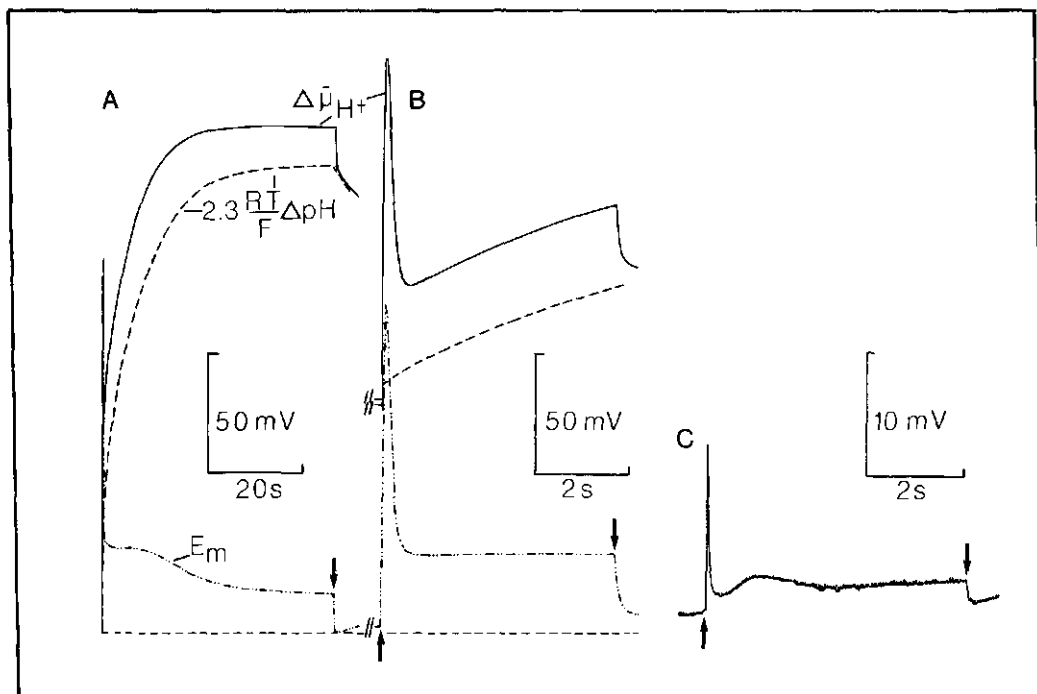 A
Δμ̄H+
B
−2.3 RT/F ΔpH
50 mV
20s
50 mV
2s
10 mV
2s
C
Em